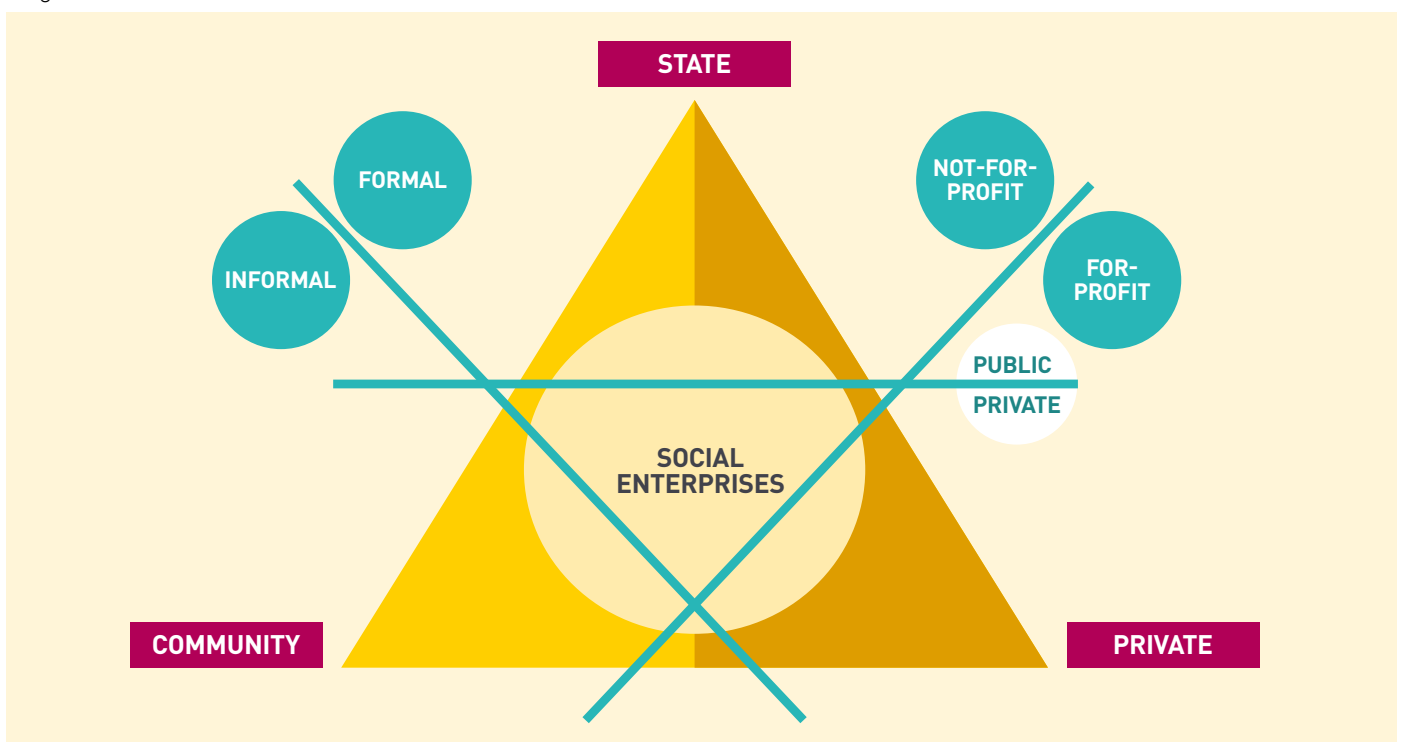 STATE
FORMAL
INFORMAL
NOT-FOR-
PROFIT
FOR-
PROFIT
PUBLIC
PRIVATE
SOCIAL
ENTERPRISES
COMMUNITY
PRIVATE